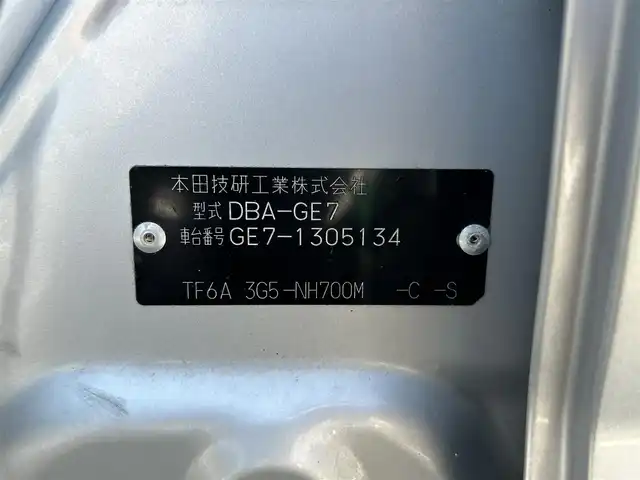 本田技研工業株式会社
型式 DBA-GE7
車台番号 GE7-1305134
TF6A 3G5-NH700M -C -S